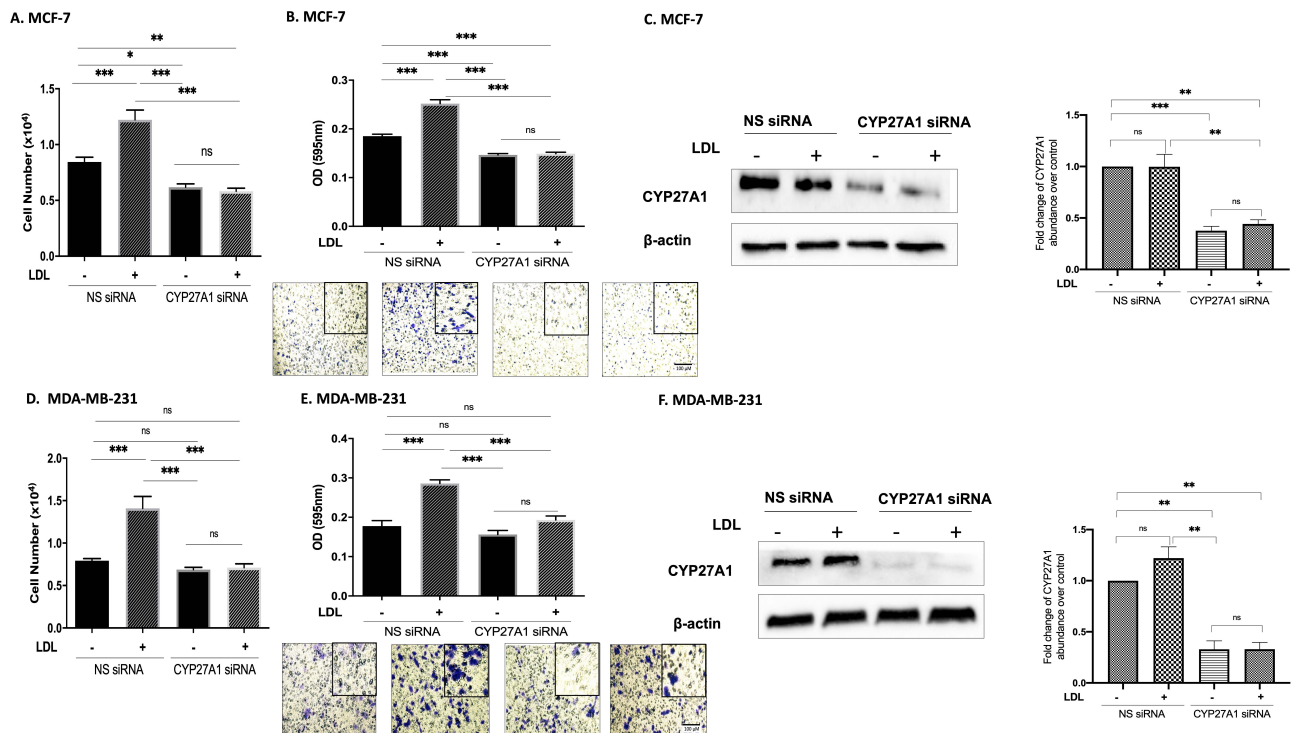 A. MCF-7
**
*
*** ***
***
ns
Cell Number (x10⁴)
1.5
1.0
0.5
0.0
LDL - + - +
NS siRNA CYP27A1 siRNA
B. MCF-7
***
***
*** ***
***
ns
OD (595nm)
0.3
0.2
0.1
0.0
LDL - + - +
NS siRNA CYP27A1 siRNA
100 µM
C. MCF-7
NS siRNA CYP27A1 siRNA
LDL - + - +
CYP27A1
β-actin
**
***
ns **
ns
Fold change of CYP27A1
abundance over control
1.5
1.0
0.5
0.0
LDL - + - +
NS siRNA CYP27A1 siRNA
D. MDA-MB-231
ns
ns
*** ***
***
ns
Cell Number (x10⁴)
2.0
1.5
1.0
0.5
0.0
LDL - + - +
NS siRNA CYP27A1 siRNA
E. MDA-MB-231
ns
ns
*** ***
***
ns
OD (595nm)
0.4
0.3
0.2
0.1
0.0
LDL - + - +
NS siRNA CYP27A1 siRNA
100 µM
F. MDA-MB-231
NS siRNA CYP27A1 siRNA
LDL - + - +
CYP27A1
β-actin
**
**
ns **
ns
Fold change of CYP27A1
abundance over control
1.5
1.0
0.5
0.0
LDL - + - +
NS siRNA CYP27A1 siRNA